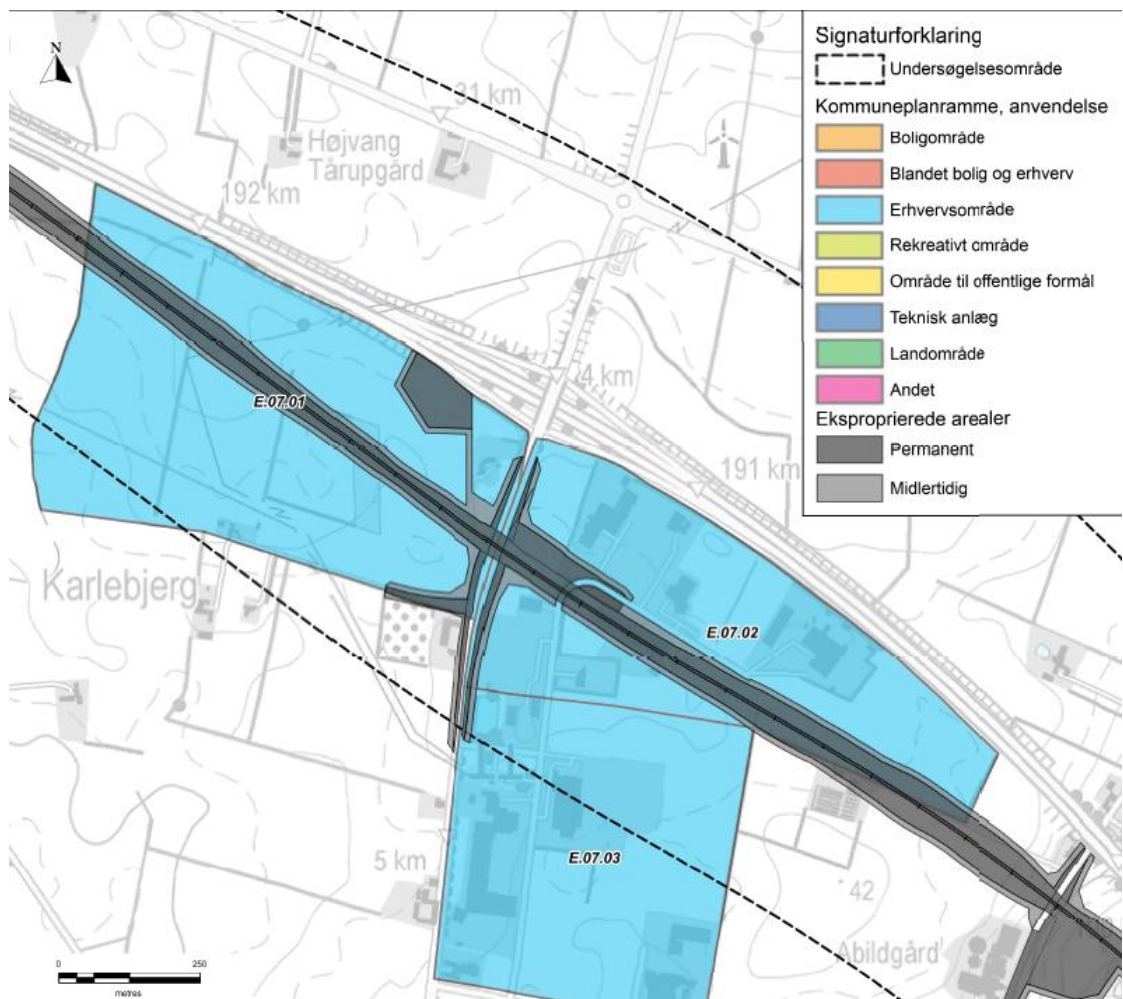 N
31 km
Højvang
Tårupgård
192 km
4 km
191 km
E.07.01
Karlebjerg
E.07.02
E.07.03
5 km
42
Abildgård
0 250
metres
Signaturforklaring
Undersøgelsesområde
Kommuneplanramme, anvendelse
Boligområde
Blandet bolig og erhverv
Erhvervsområde
Rekreativt område
Område til offentlige formål
Teknisk anlæg
Landområde
Andet
Eksproprierede arealer
Permanent
Midlertidig